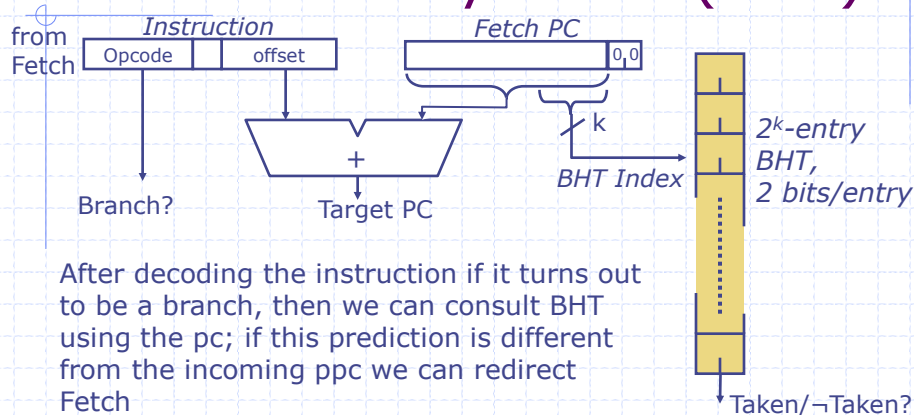 from
Fetch
Instruction
Opcode
offset
Fetch PC
0 0
k
2ᵏ-entry
BHT,
2 bits/entry
BHT Index
+
Branch?
Target PC
After decoding the instruction if it turns out
to be a branch, then we can consult BHT
using the pc; if this prediction is different
from the incoming ppc we can redirect
Fetch
Taken/¬Taken?